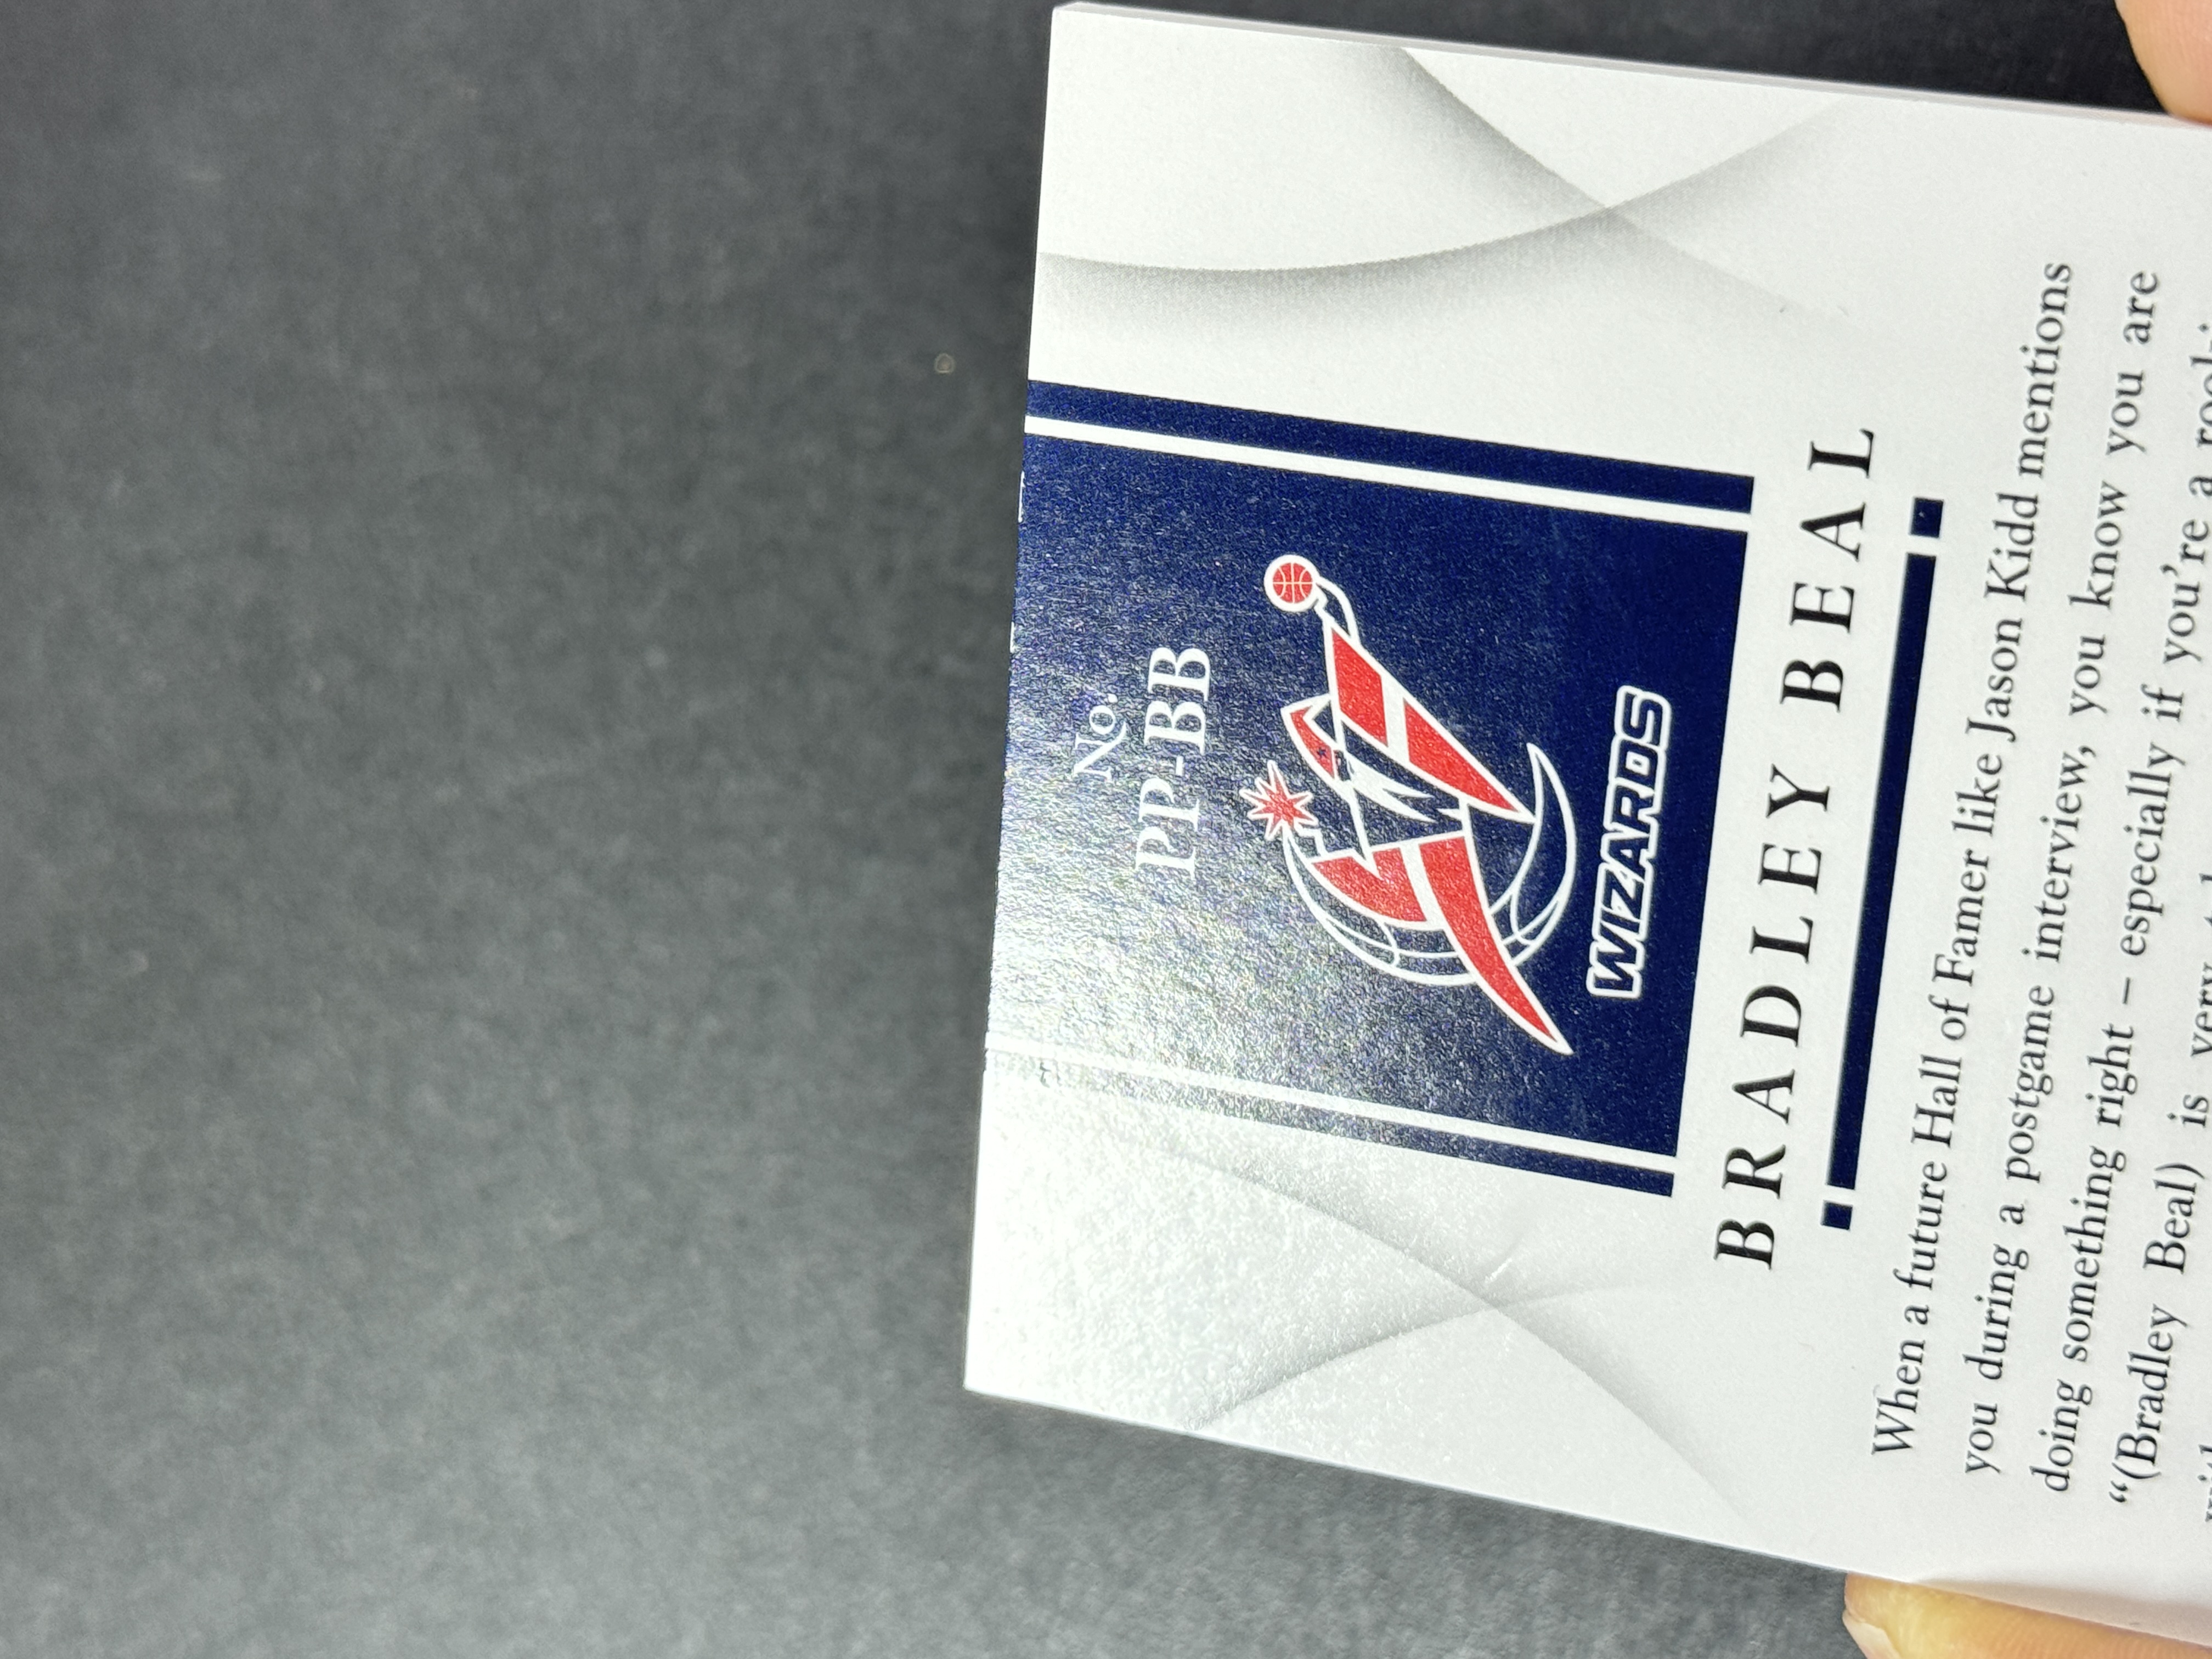 No.
PP-BB
WIZARDS
BRADLEY BEAL
When a future Hall of Famer like Jason Kidd mentions
you during a postgame interview, you know you are
doing something right – especially if you're a
“(Bradley Beal) is very